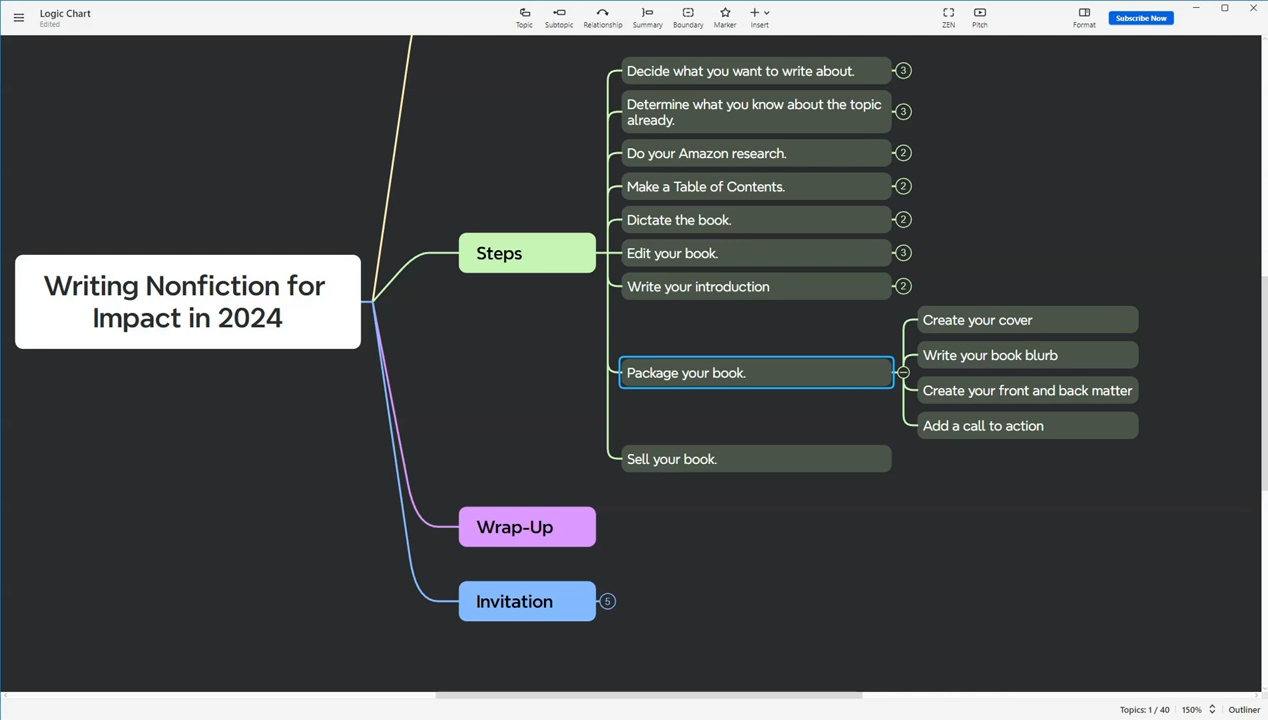 Logic Chart
Edited
Topic
Subtopic
Relationship
Summary
Boundary
Marker
Insert
ZEN
Pitch
Format
Subscribe Now
Writing Nonfiction for
Impact in 2024
Steps
Decide what you want to write about.
3
Determine what you know about the topic
already.
3
Do your Amazon research.
2
Make a Table of Contents.
2
Dictate the book.
2
Edit your book.
3
Write your introduction
2
Package your book.
Create your cover
Write your book blurb
Create your front and back matter
Add a call to action
Sell your book.
Wrap-Up
Invitation
5
Topics: 1 / 40
150%
Outliner